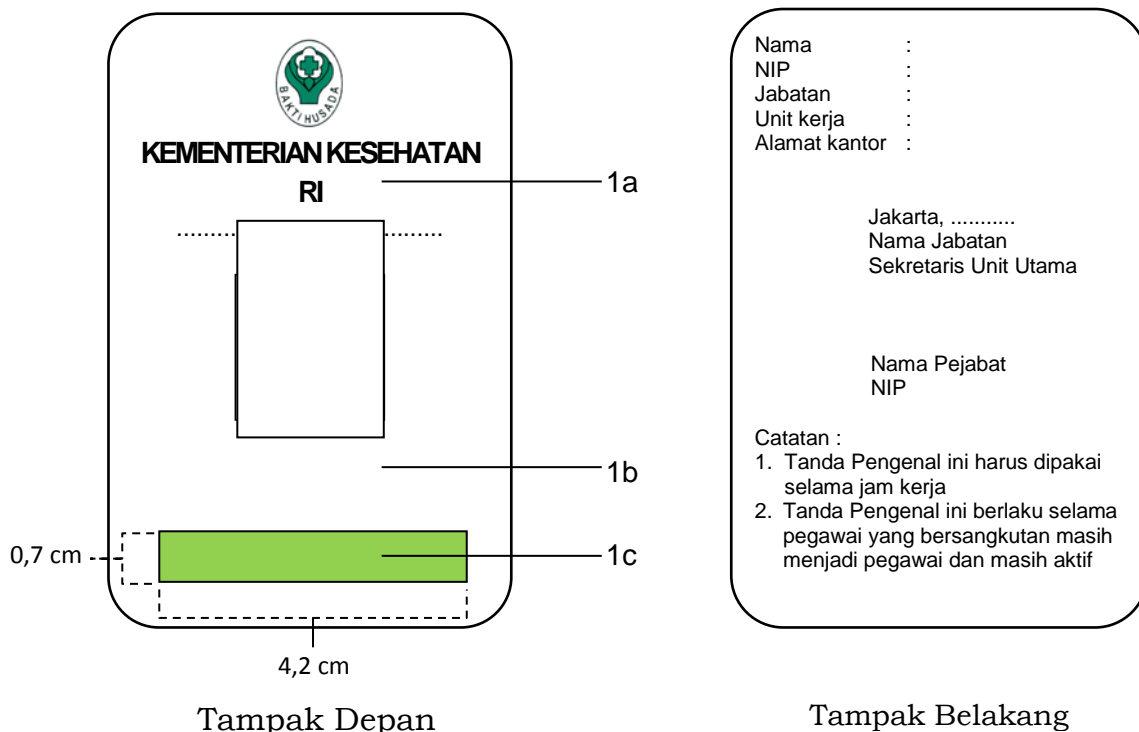 BAKTI HUSADA
KEMENTERIAN KESEHATAN
RI
1a
.......... ..........
1b
0,7 cm
1c
4,2 cm
Tampak Depan
Nama :
NIP :
Jabatan :
Unit kerja :
Alamat kantor :
Jakarta, ...........
Nama Jabatan
Sekretaris Unit Utama
Nama Pejabat
NIP
Catatan :
1. Tanda Pengenal ini harus dipakai
selama jam kerja
2. Tanda Pengenal ini berlaku selama
pegawai yang bersangkutan masih
menjadi pegawai dan masih aktif
Tampak Belakang